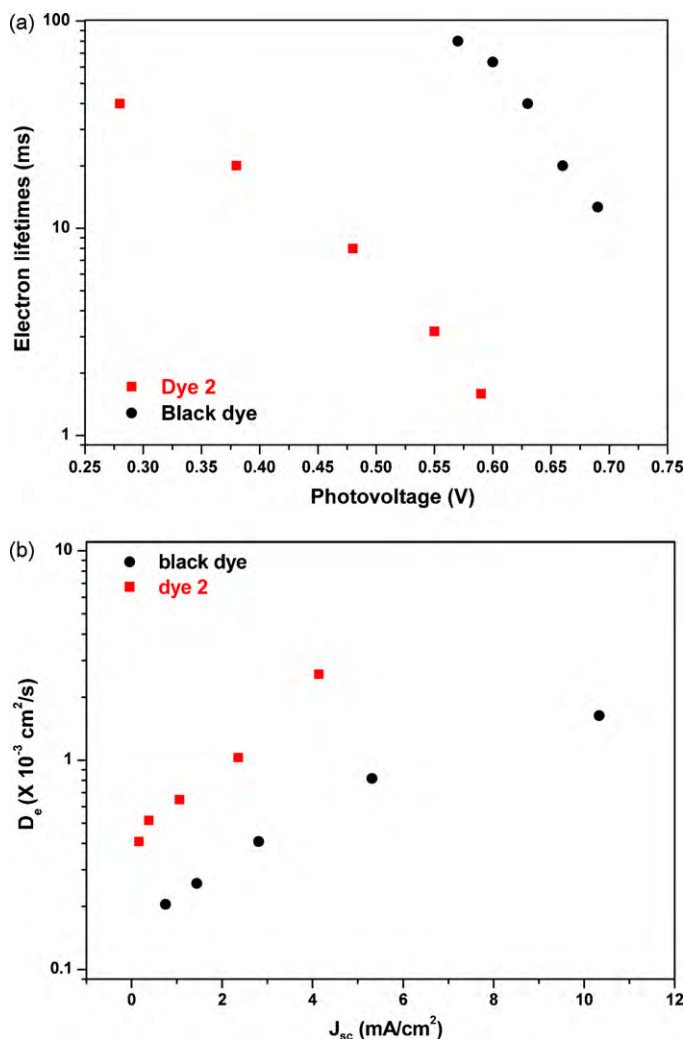 (a)
100
10
1
Electron lifetimes (ms)
Dye 2
Black dye
0.25 0.30 0.35 0.40 0.45 0.50 0.55 0.60 0.65 0.70 0.75
Photovoltage (V)
(b)
10
1
0.1
Dₑ (X 10⁻³ cm²/s)
black dye
dye 2
0 2 4 6 8 10 12
Jsc (mA/cm²)